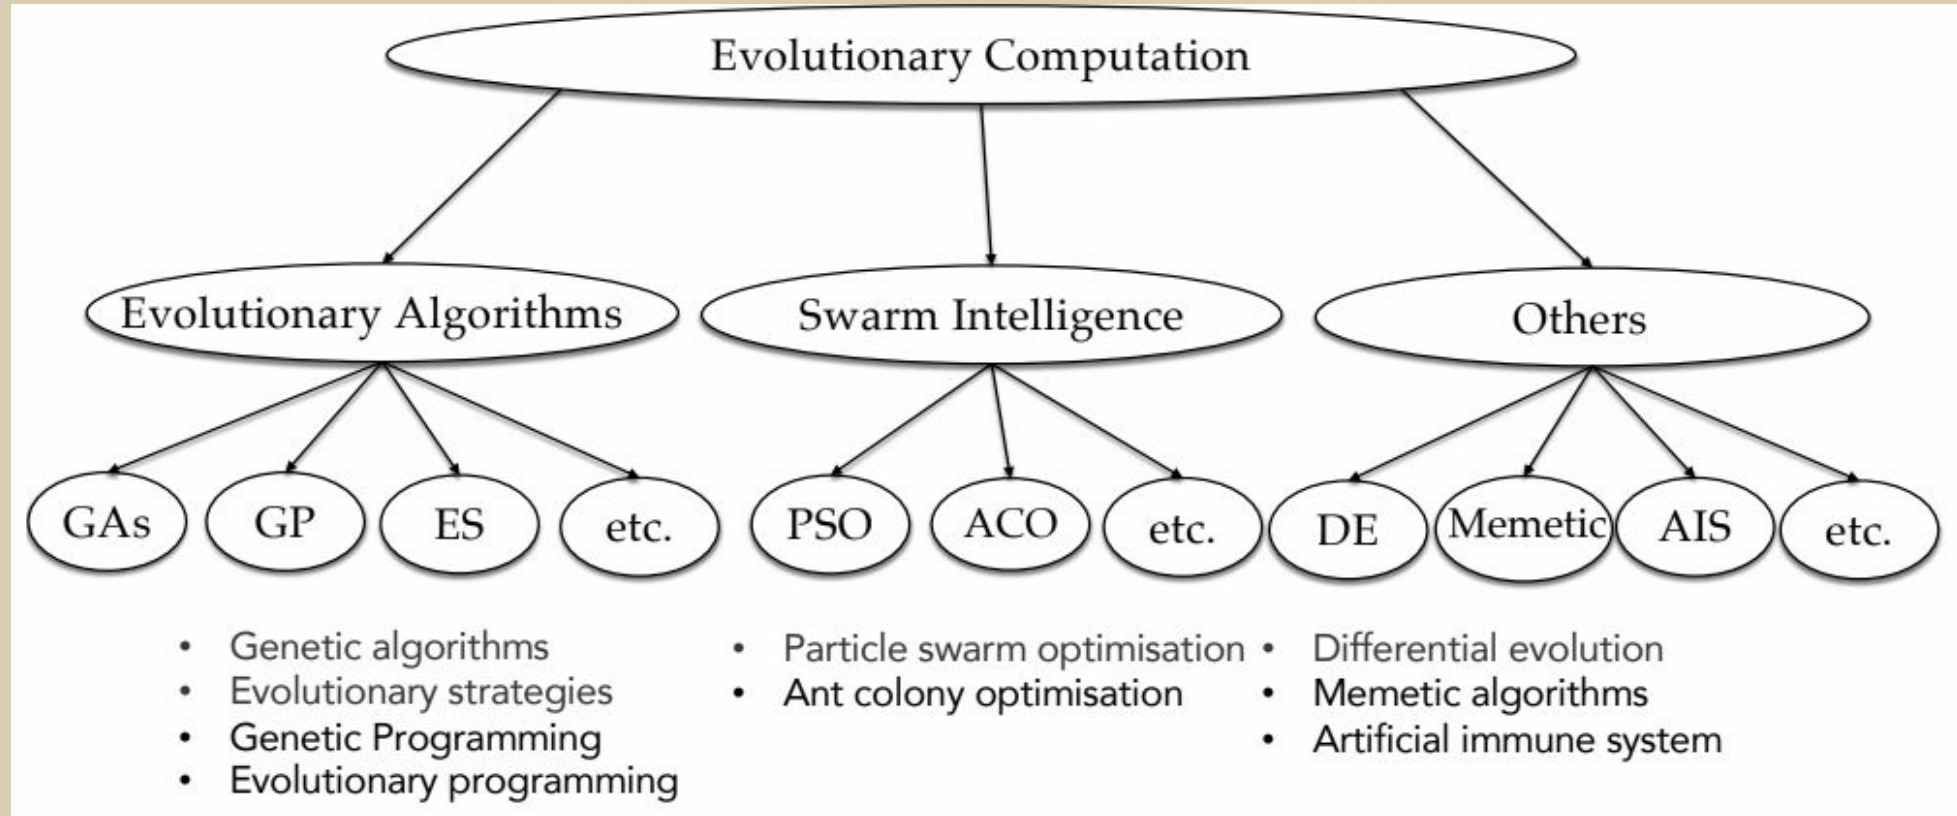 Evolutionary Computation
Evolutionary Algorithms
Swarm Intelligence
Others
GAs
GP
ES
etc.
PSO
ACO
etc.
DE
Memetic
AIS
etc.
• Genetic algorithms
• Evolutionary strategies
• Genetic Programming
• Evolutionary programming
• Particle swarm optimisation
• Ant colony optimisation
• Differential evolution
• Memetic algorithms
• Artificial immune system